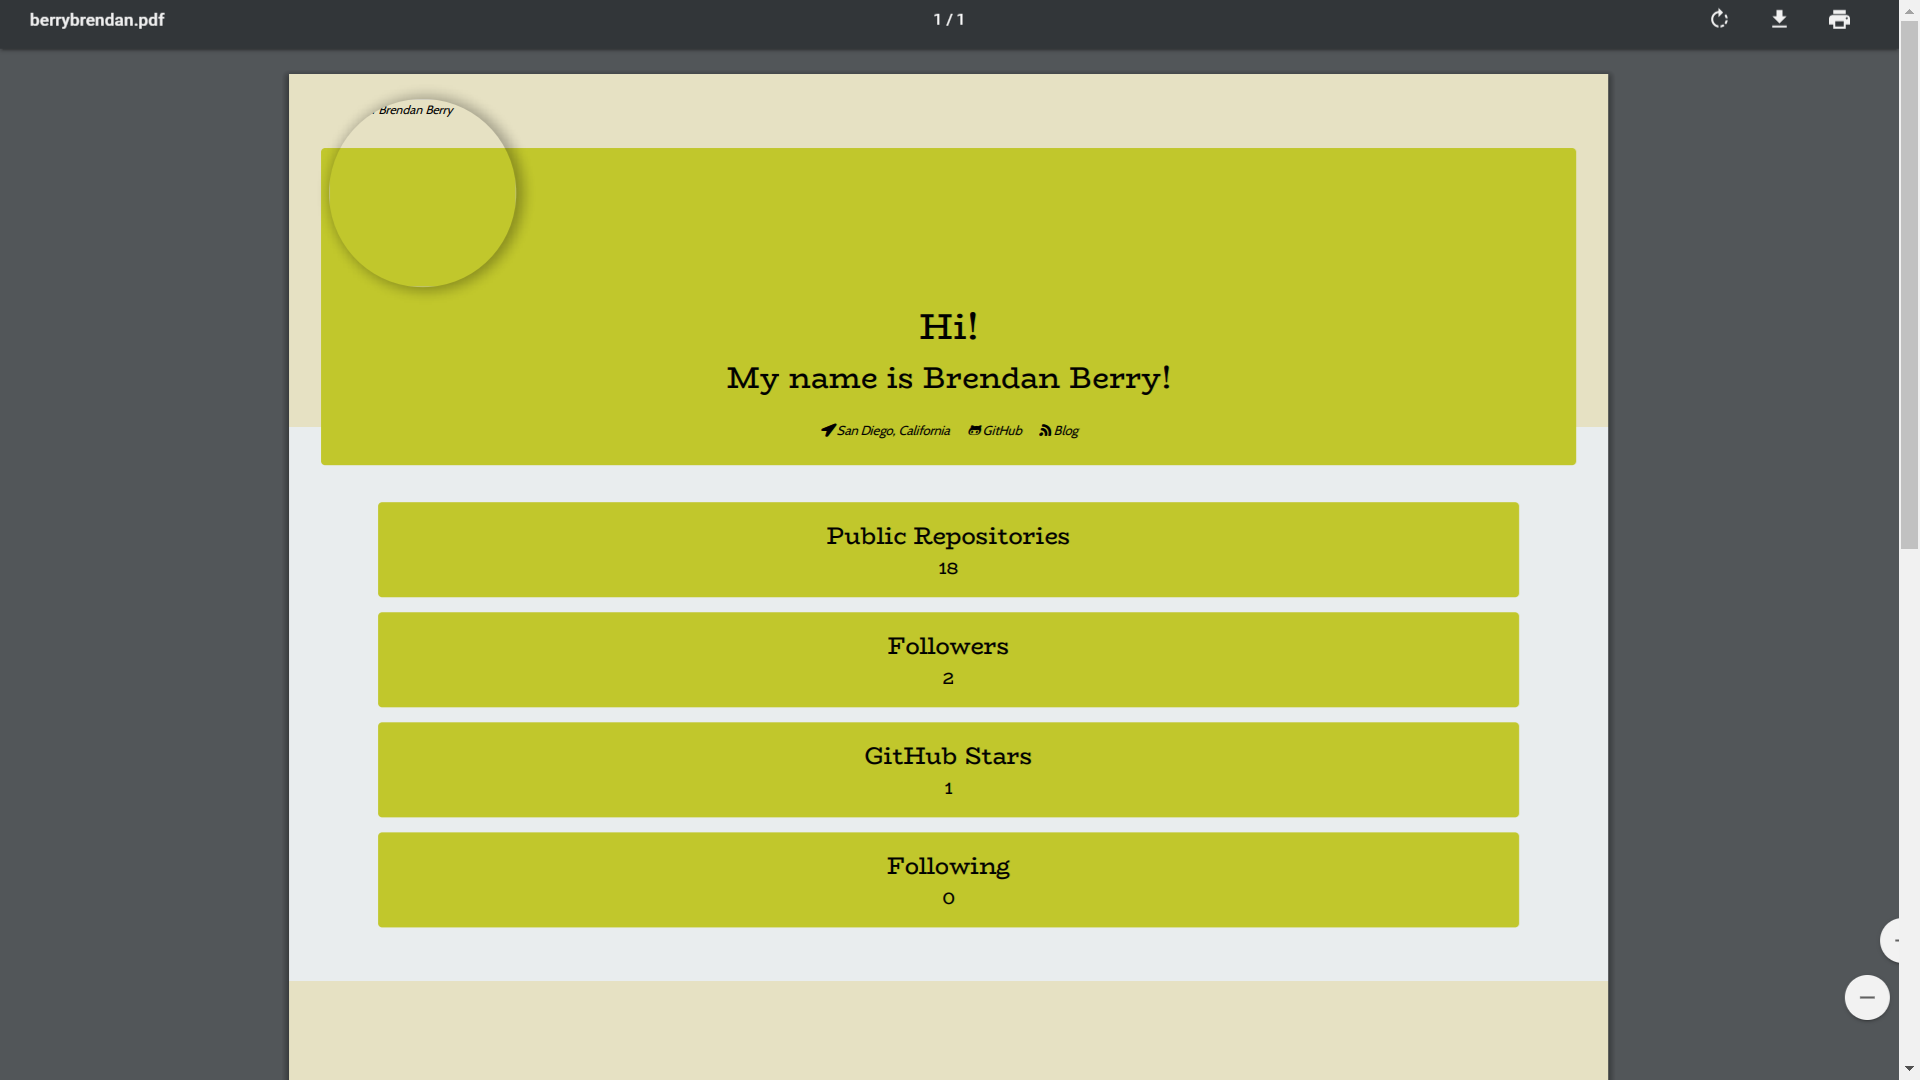 berrybrendan.pdf
1 / 1
Brendan Berry
Hi!
My name is Brendan Berry!
San Diego, California GitHub Blog
Public Repositories
18
Followers
2
GitHub Stars
1
Following
0